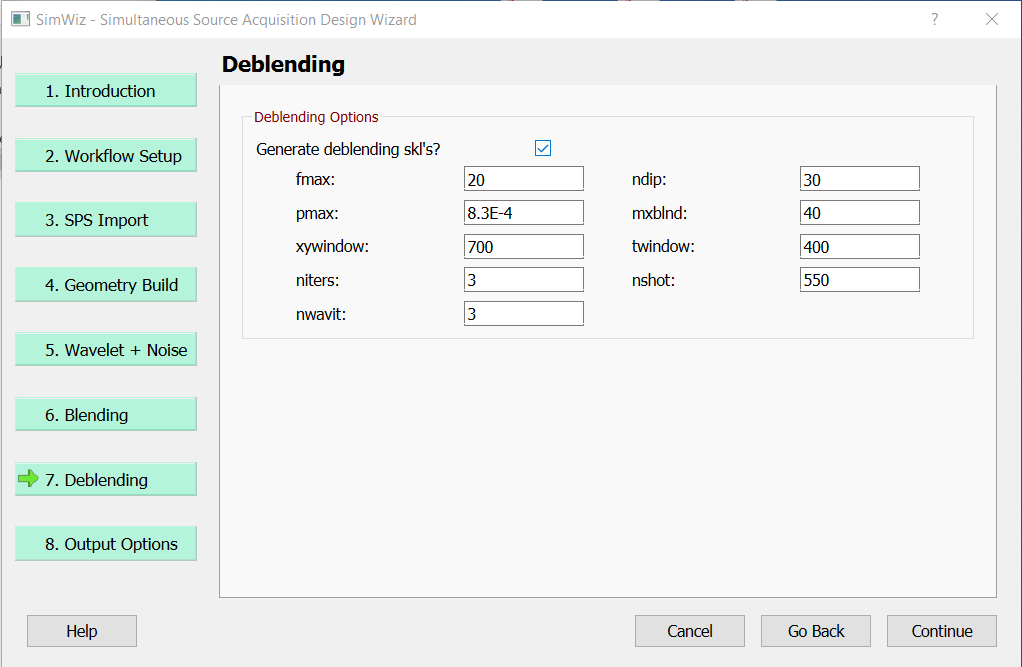 SimWiz - Simultaneous Source Acquisition Design Wizard
?
Deblending
1. Introduction
2. Workflow Setup
3. SPS Import
4. Geometry Build
5. Wavelet + Noise
6. Blending
7. Deblending
8. Output Options
Deblending Options
Generate deblending skl's?
fmax: 20 ndip: 30
pmax: 8.3E-4 mxblnd: 40
xywindow: 700 twindow: 400
niters: 3 nshot: 550
nwavit: 3
Help Cancel Go Back Continue